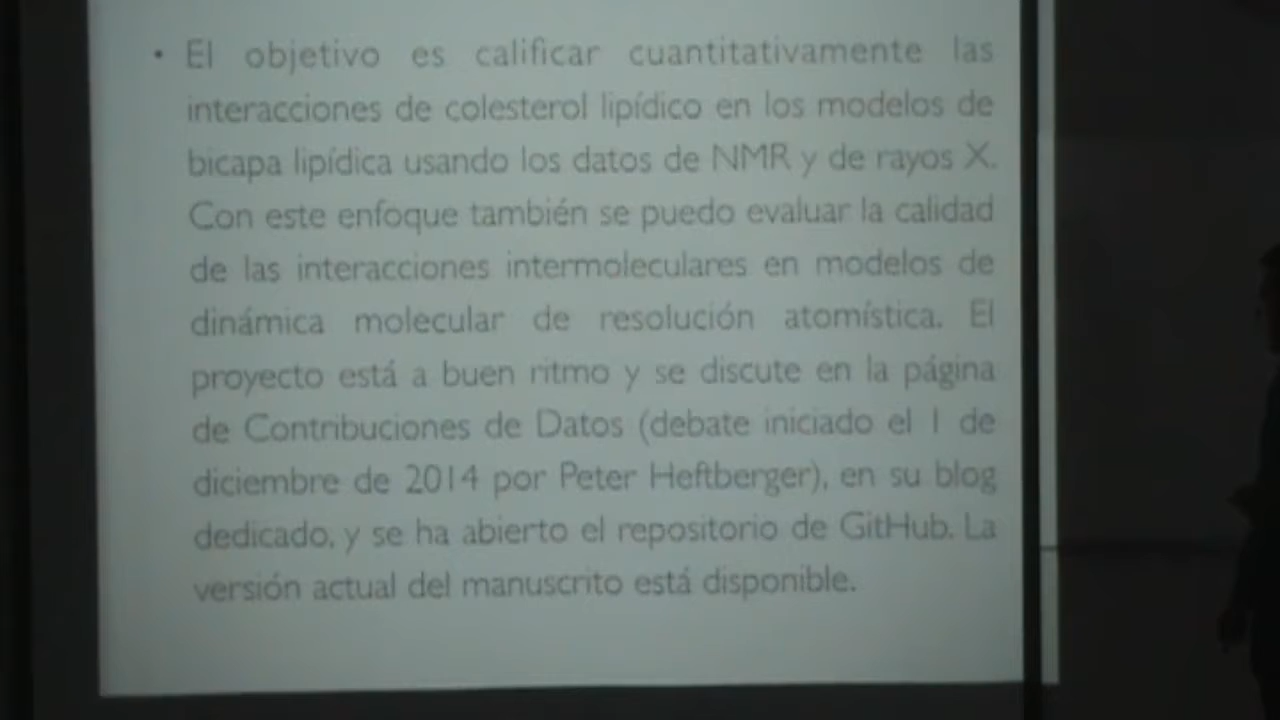 • El objetivo es calificar cuantitativamente las
interacciones de colesterol lipídico en los modelos de
bicapa lipídica usando los datos de NMR y de rayos X.
Con este enfoque también se puedo evaluar la calidad
de las interacciones intermoleculares en modelos de
dinámica molecular de resolución atomística. El
proyecto está a buen ritmo y se discute en la página
de Contribuciones de Datos (debate iniciado el 1 de
diciembre de 2014 por Peter Heftberger), en su blog
dedicado, y se ha abierto el repositorio de GitHub. La
versión actual del manuscrito está disponible.